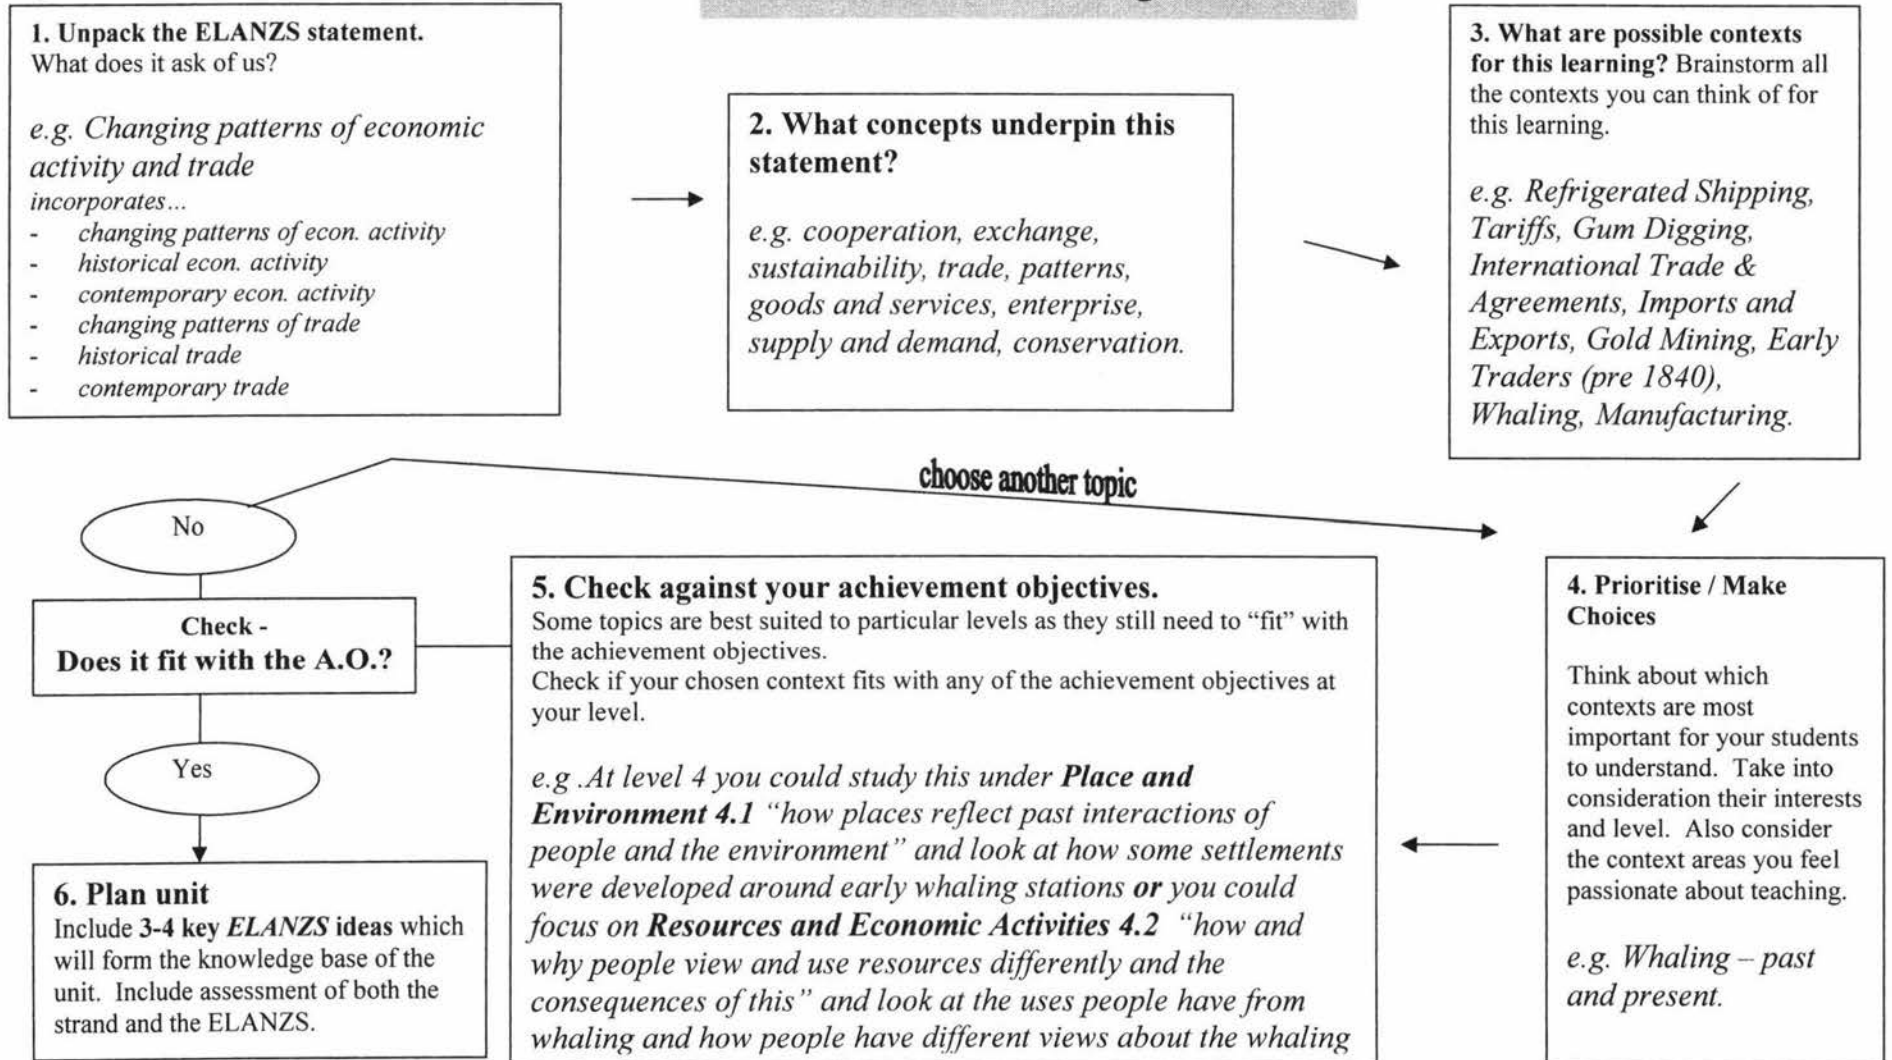 1. Unpack the ELANZS statement.
What does it ask of us?
e.g. Changing patterns of economic
activity and trade
incorporates...
- changing patterns of econ. activity
- historical econ. activity
- contemporary econ. activity
- changing patterns of trade
- historical trade
- contemporary trade
2. What concepts underpin this
statement?
e.g. cooperation, exchange,
sustainability, trade, patterns,
goods and services, enterprise,
supply and demand, conservation.
3. What are possible contexts
for this learning? Brainstorm all
the contexts you can think of for
this learning.
e.g. Refrigerated Shipping,
Tariffs, Gum Digging,
International Trade &
Agreements, Imports and
Exports, Gold Mining, Early
Traders (pre 1840),
Whaling, Manufacturing.
choose another topic
4. Prioritise / Make
Choices
Think about which
contexts are most
important for your students
to understand. Take into
consideration their interests
and level. Also consider
the context areas you feel
passionate about teaching.
e.g. Whaling – past
and present.
5. Check against your achievement objectives.
Some topics are best suited to particular levels as they still need to “fit” with
the achievement objectives.
Check if your chosen context fits with any of the achievement objectives at
your level.
e.g .At level 4 you could study this under Place and
Environment 4.1 “how places reflect past interactions of
people and the environment” and look at how some settlements
were developed around early whaling stations or you could
focus on Resources and Economic Activities 4.2 “how and
why people view and use resources differently and the
consequences of this” and look at the uses people have from
whaling and how people have different views about the whaling
No
Check -
Does it fit with the A.O.?
Yes
6. Plan unit
Include 3-4 key ELANZS ideas which
will form the knowledge base of the
unit. Include assessment of both the
strand and the ELANZS.